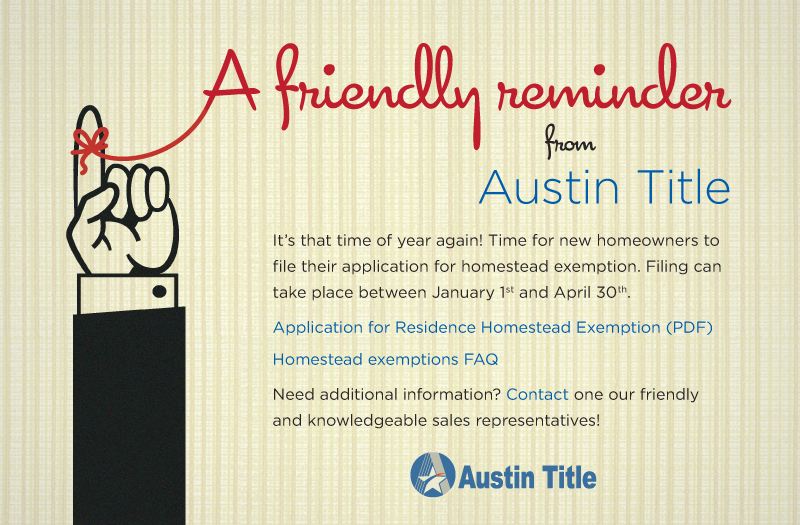 A friendly reminder
from
Austin Title
It's that time of year again! Time for new homeowners to
file their application for homestead exemption. Filing can
take place between January 1st and April 30th.
Application for Residence Homestead Exemption (PDF)
Homestead exemptions FAQ
Need additional information? Contact one our friendly
and knowledgeable sales representatives!
Austin Title